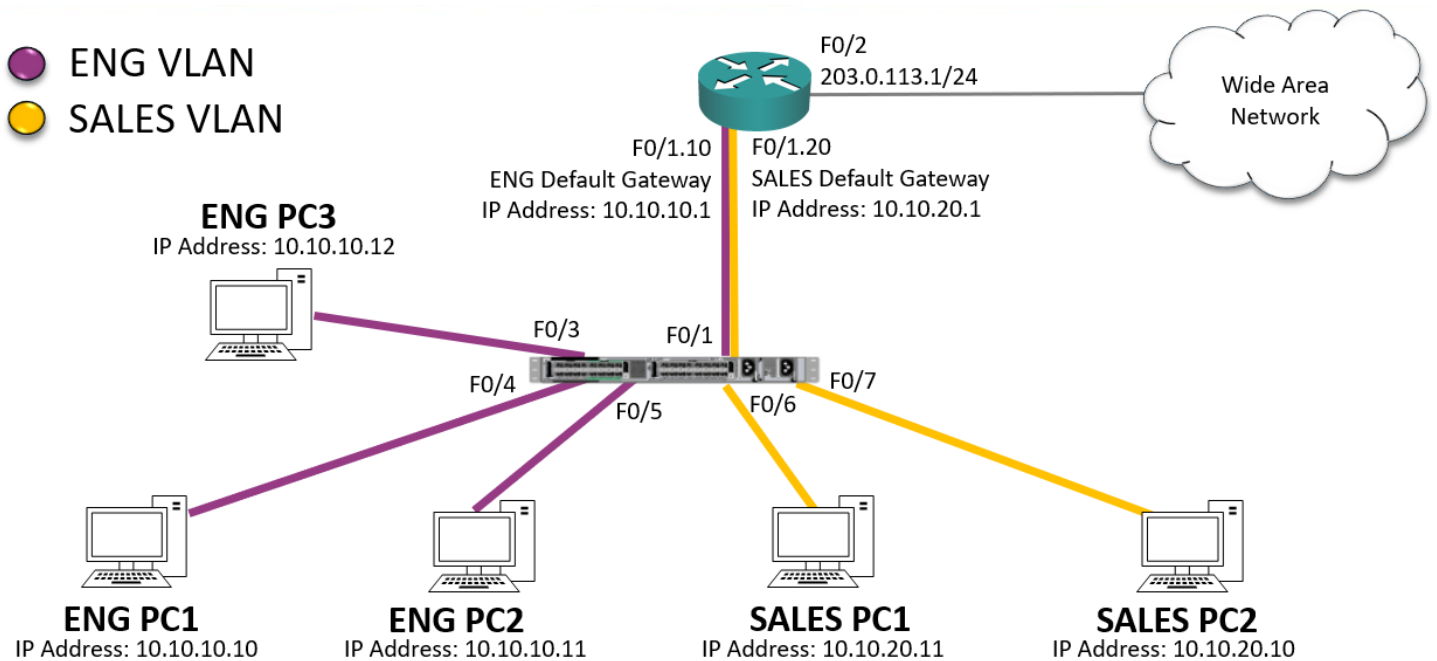 ENG VLAN
SALES VLAN
F0/2
203.0.113.1/24
Wide Area
Network
F0/1.10
ENG Default Gateway
IP Address: 10.10.10.1
F0/1.20
SALES Default Gateway
IP Address: 10.10.20.1
ENG PC3
IP Address: 10.10.10.12
F0/3
F0/1
F0/4
F0/5
F0/6
F0/7
ENG PC1
IP Address: 10.10.10.10
ENG PC2
IP Address: 10.10.10.11
SALES PC1
IP Address: 10.10.20.11
SALES PC2
IP Address: 10.10.20.10